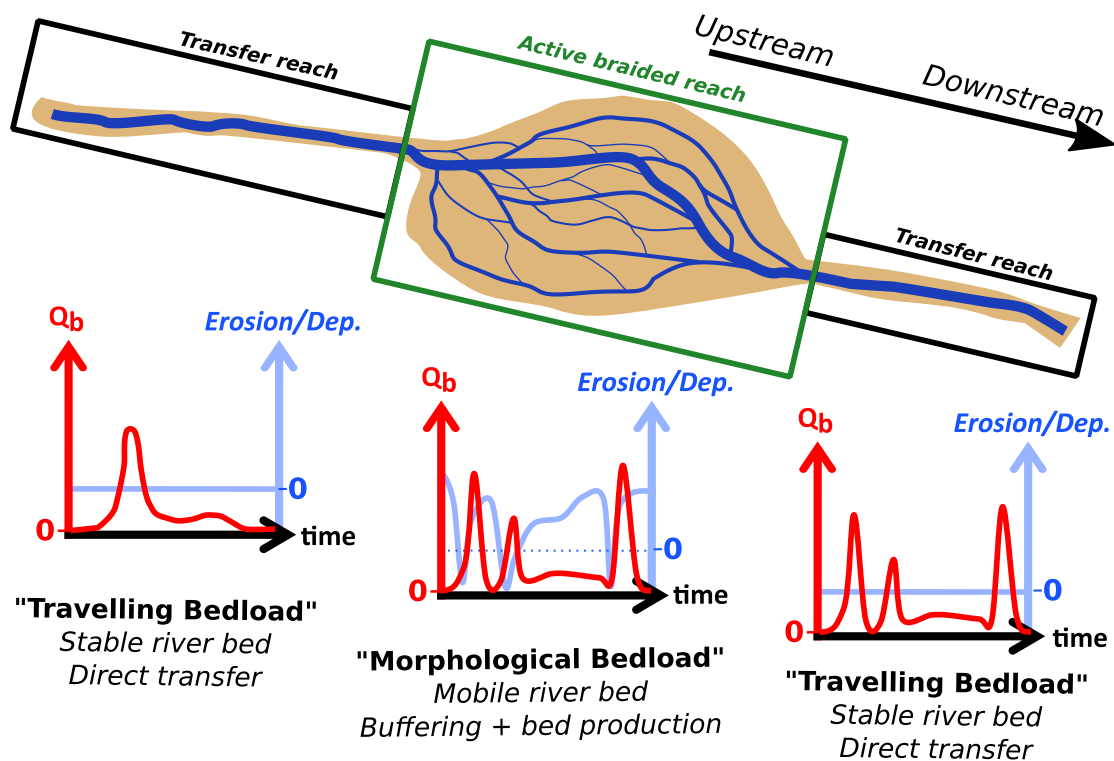 Transfer reach
Active braided reach
Upstream
Downstream
Transfer reach
Qb
Erosion/Dep.
0
0
time
"Travelling Bedload"
Stable river bed
Direct transfer
Qb
Erosion/Dep.
0
0
time
"Morphological Bedload"
Mobile river bed
Buffering + bed production
Qb
Erosion/Dep.
0
0
time
"Travelling Bedload"
Stable river bed
Direct transfer